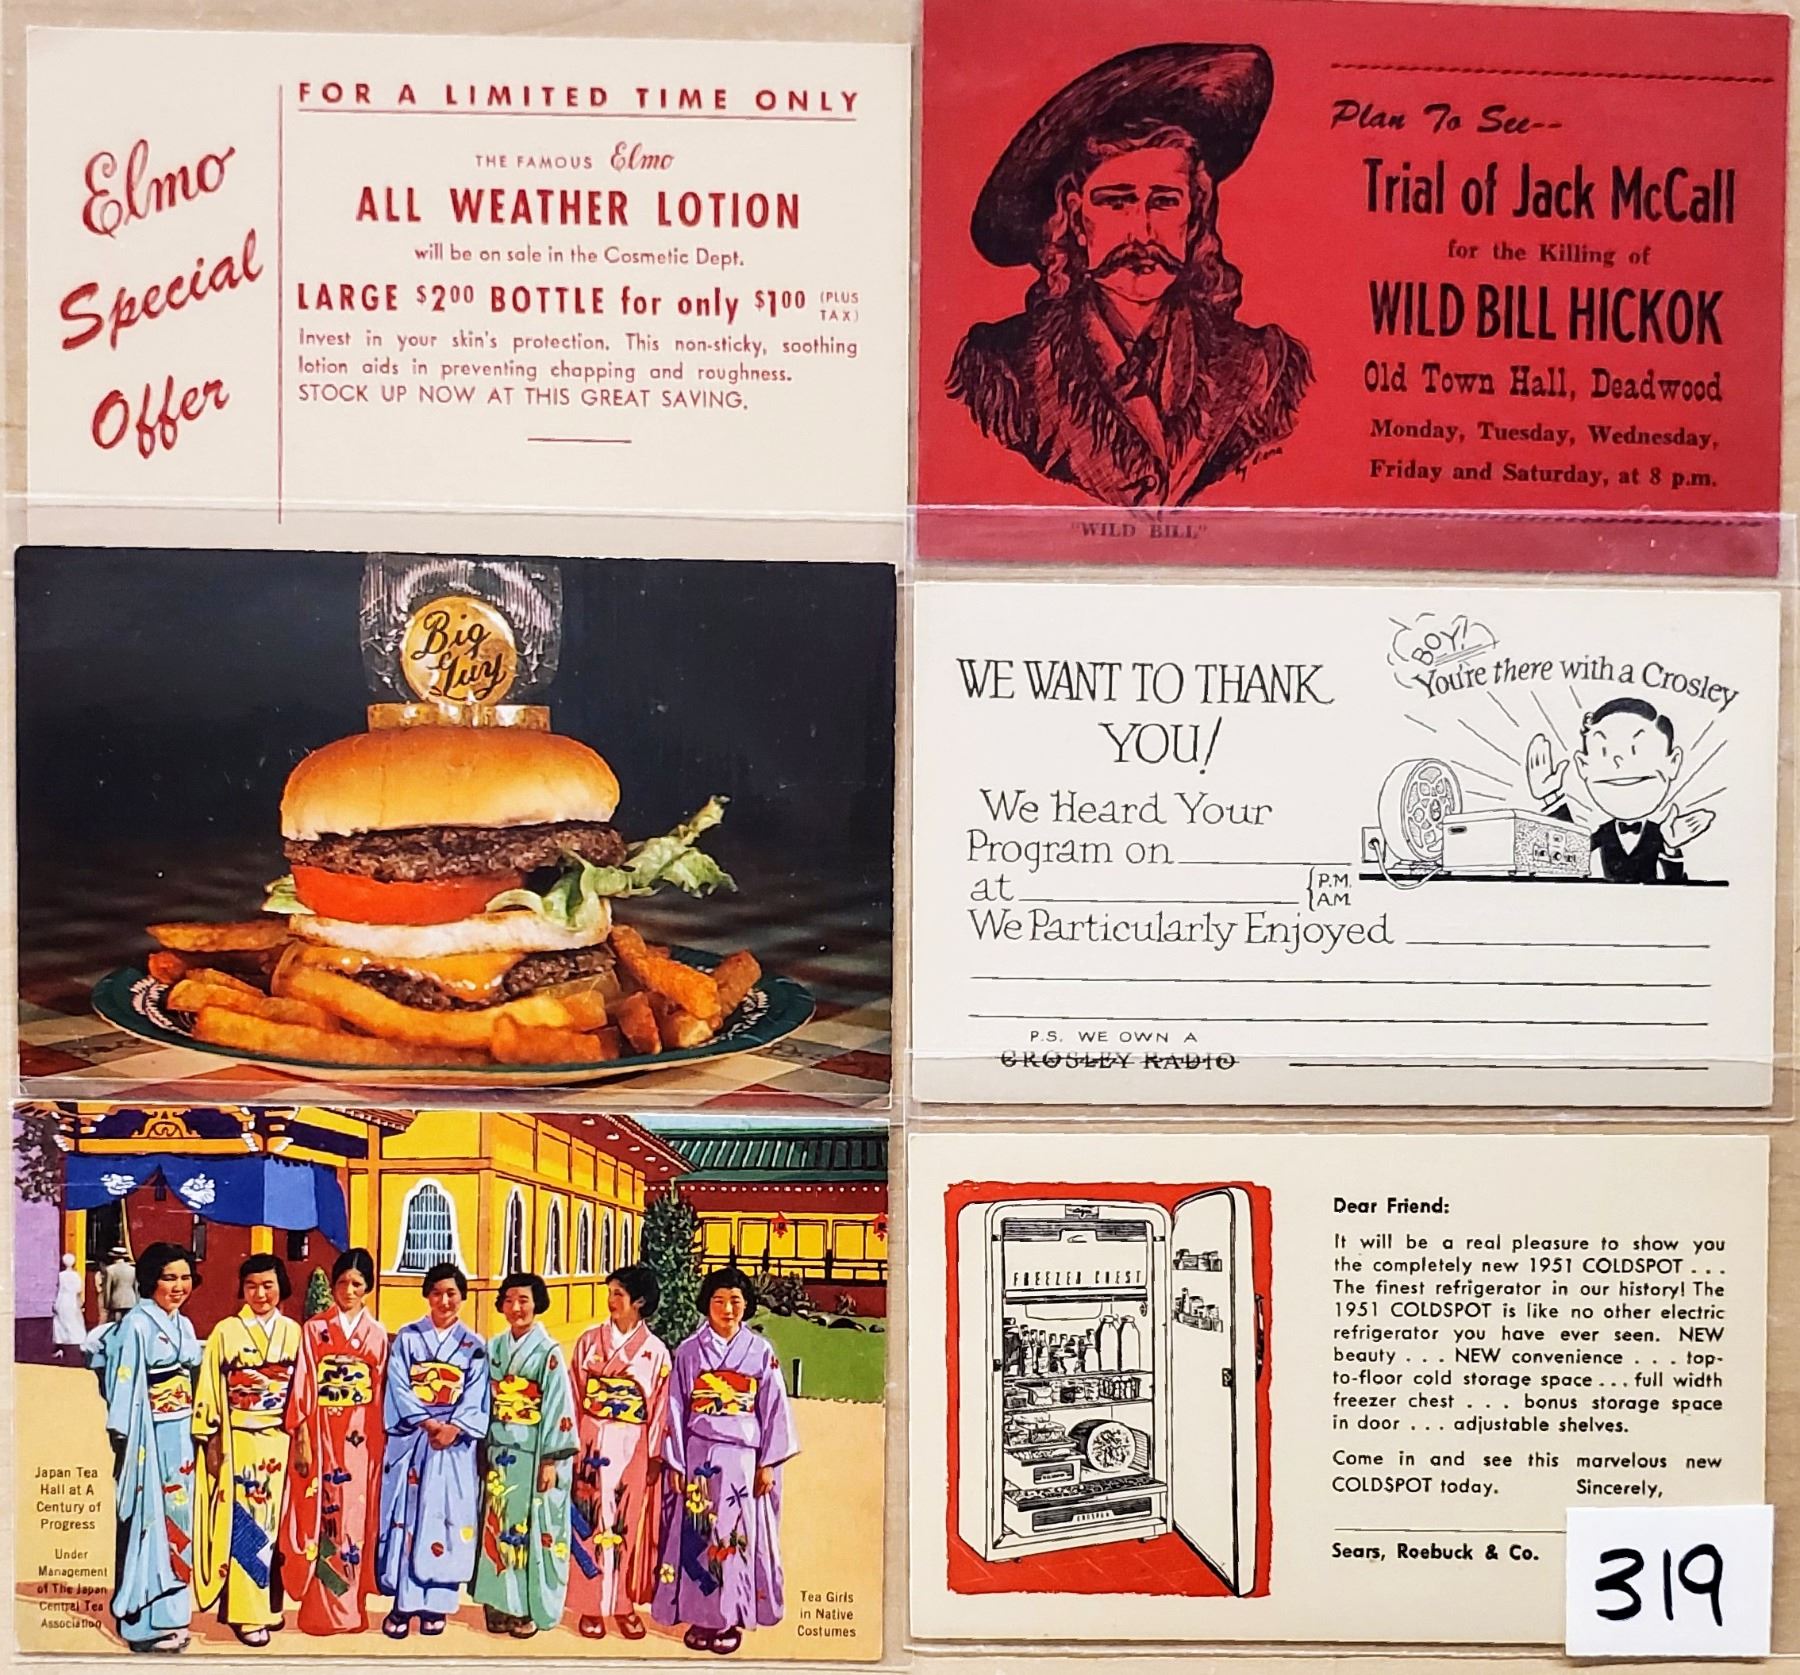 Elmo
Special
Offer
FOR A LIMITED TIME ONLY
THE FAMOUS Elmo
ALL WEATHER LOTION
will be on sale in the Cosmetic Dept.
LARGE $2.00 BOTTLE for only $1.00 (PLUS TAX)
Invest in your skin's protection. This non-sticky, soothing
lotion aids in preventing chapping and roughness.
STOCK UP NOW AT THIS GREAT SAVING.
Plan To See--
Trial of Jack McCall
for the Killing of
WILD BILL HICKOK
Old Town Hall, Deadwood
Monday, Tuesday, Wednesday,
Friday and Saturday, at 8 p.m.
by
"WILD BILL"
Big
Guy
WE WANT TO THANK
YOU!
We Heard Your
Program on
at
P.M.
A.M.
We Particularly Enjoyed
P.S. WE OWN A
CROSLEY RADIO
BOY!
You're there with a Crosley
Japan Tea
Hall at A
Century of
Progress
Under
Management
of The Japan
Central Tea
Association
Tea Girls
in Native
Costumes
FREEZER CHEST
Dear Friend:
It will be a real pleasure to show you
the completely new 1951 COLDSPOT . . .
The finest refrigerator in our history! The
1951 COLDSPOT is like no other electric
refrigerator you have ever seen. NEW
beauty . . . NEW convenience . . . top-
to-floor cold storage space . . . full width
freezer chest . . . bonus storage space
in door . . . adjustable shelves.
Come in and see this marvelous new
COLDSPOT today. Sincerely,
Sears, Roebuck & Co.
319